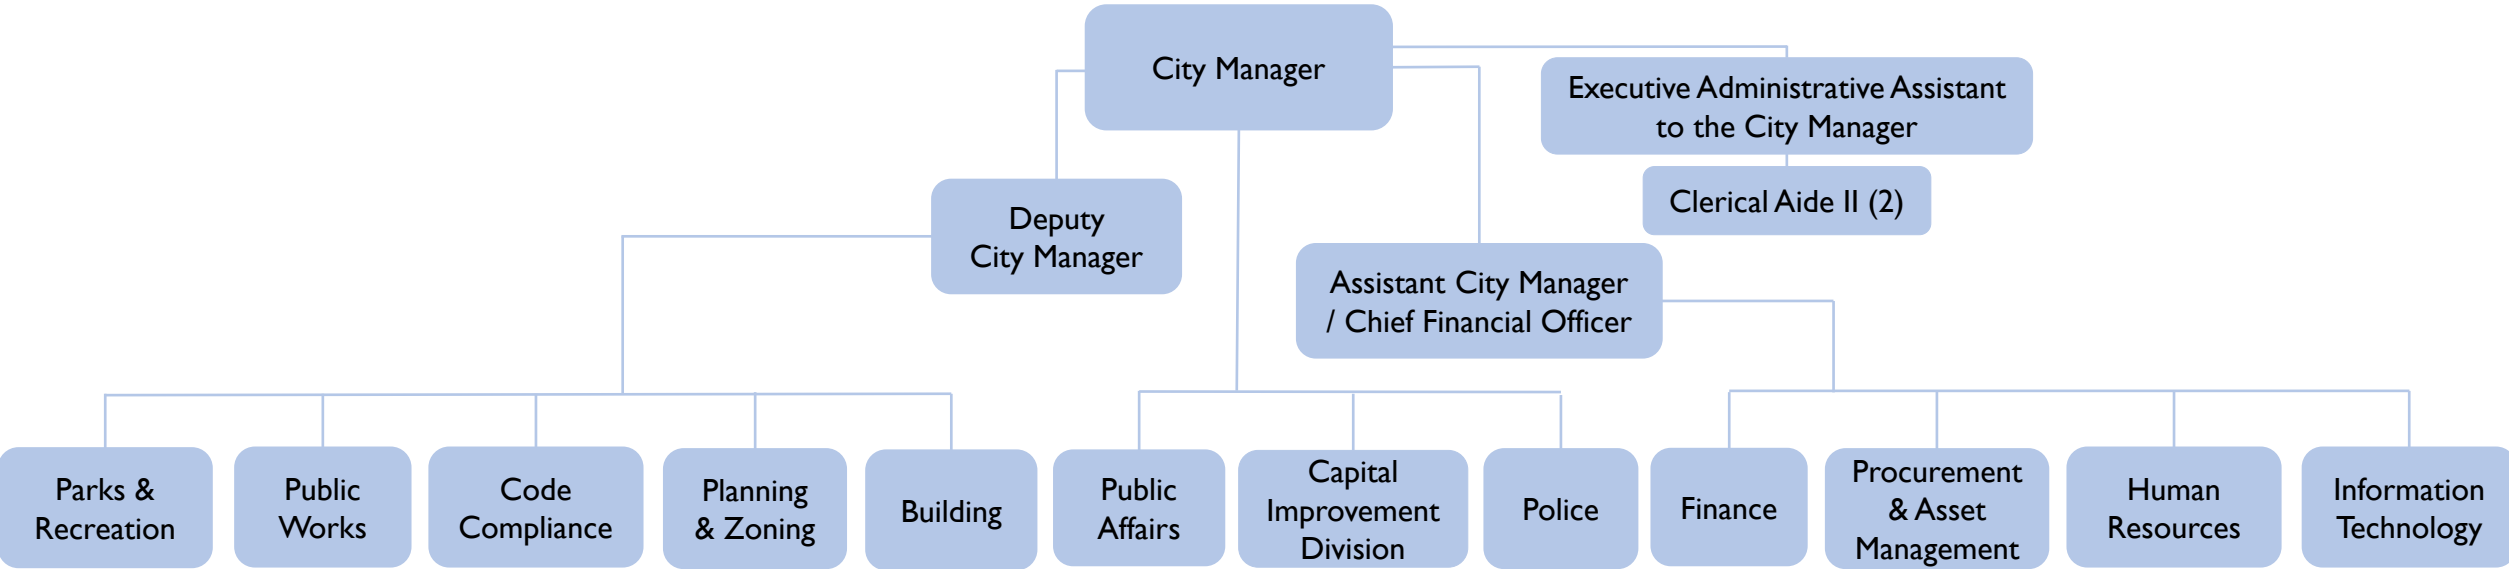 City Manager
Executive Administrative Assistant
to the City Manager
Clerical Aide II (2)
Deputy
City Manager
Assistant City Manager
/ Chief Financial Officer
Parks &
Recreation
Public
Works
Code
Compliance
Planning
& Zoning
Building
Public
Affairs
Capital
Improvement
Division
Police
Finance
Procurement
& Asset
Management
Human
Resources
Information
Technology